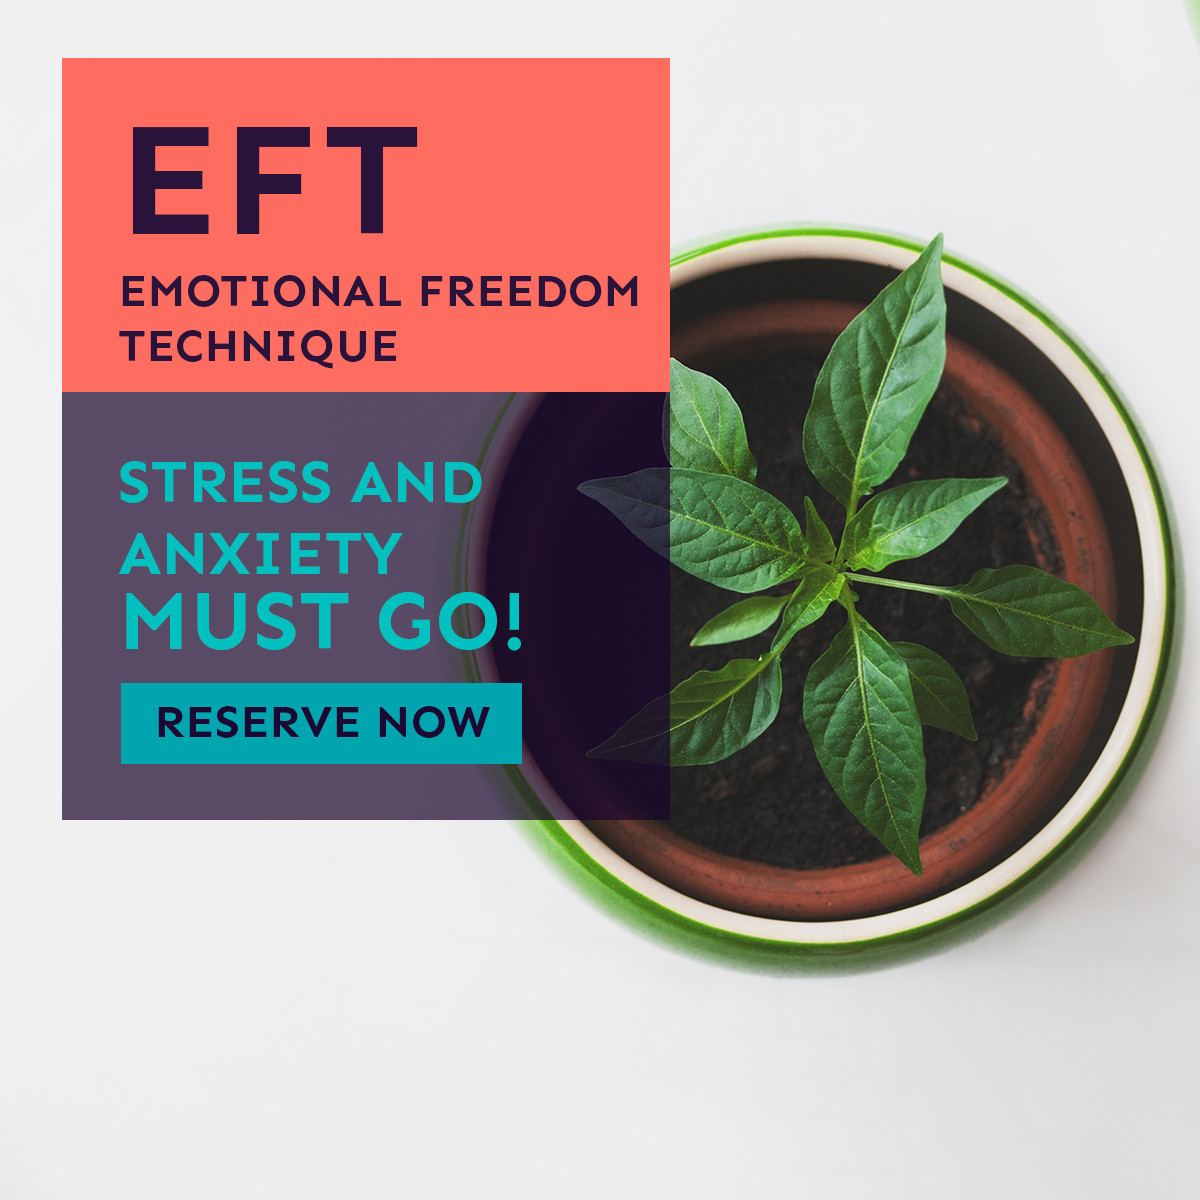 EFT
EMOTIONAL FREEDOM
TECHNIQUE
STRESS AND
ANXIETY
MUST GO!
RESERVE NOW